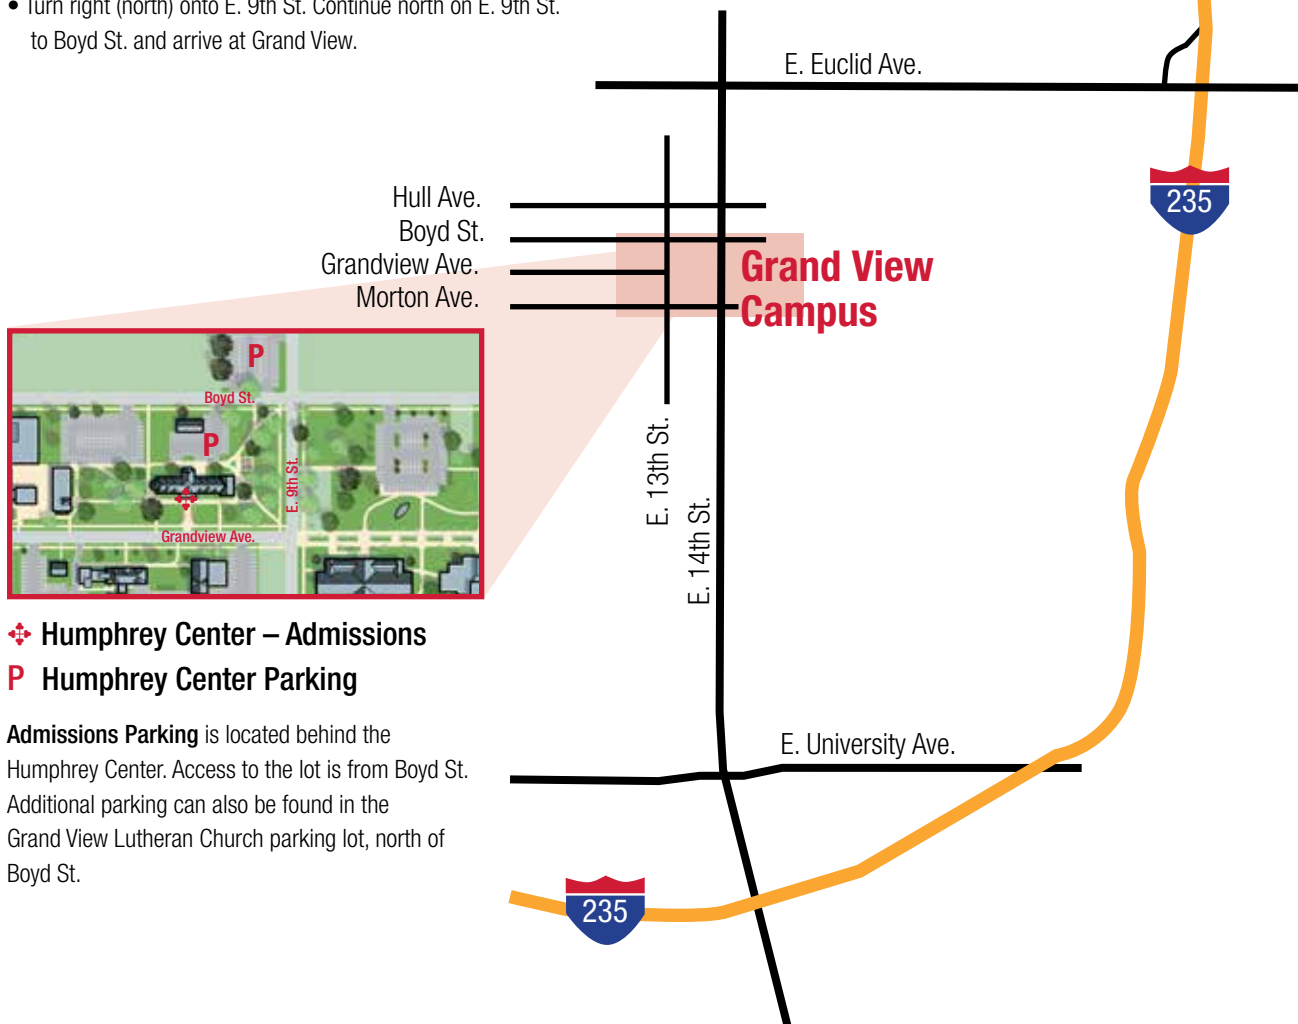 • Turn right (north) onto E. 9th St. Continue north on E. 9th St.
to Boyd St. and arrive at Grand View.
E. Euclid Ave.
235
Hull Ave.
Boyd St.
Grandview Ave.
Morton Ave.
Grand View
Campus
P
Boyd St.
P
E. 9th St.
Grandview Ave.
E. 13th St.
E. 14th St.
Humphrey Center – Admissions
P Humphrey Center Parking
Admissions Parking is located behind the
Humphrey Center. Access to the lot is from Boyd St.
Additional parking can also be found in the
Grand View Lutheran Church parking lot, north of
Boyd St.
E. University Ave.
235